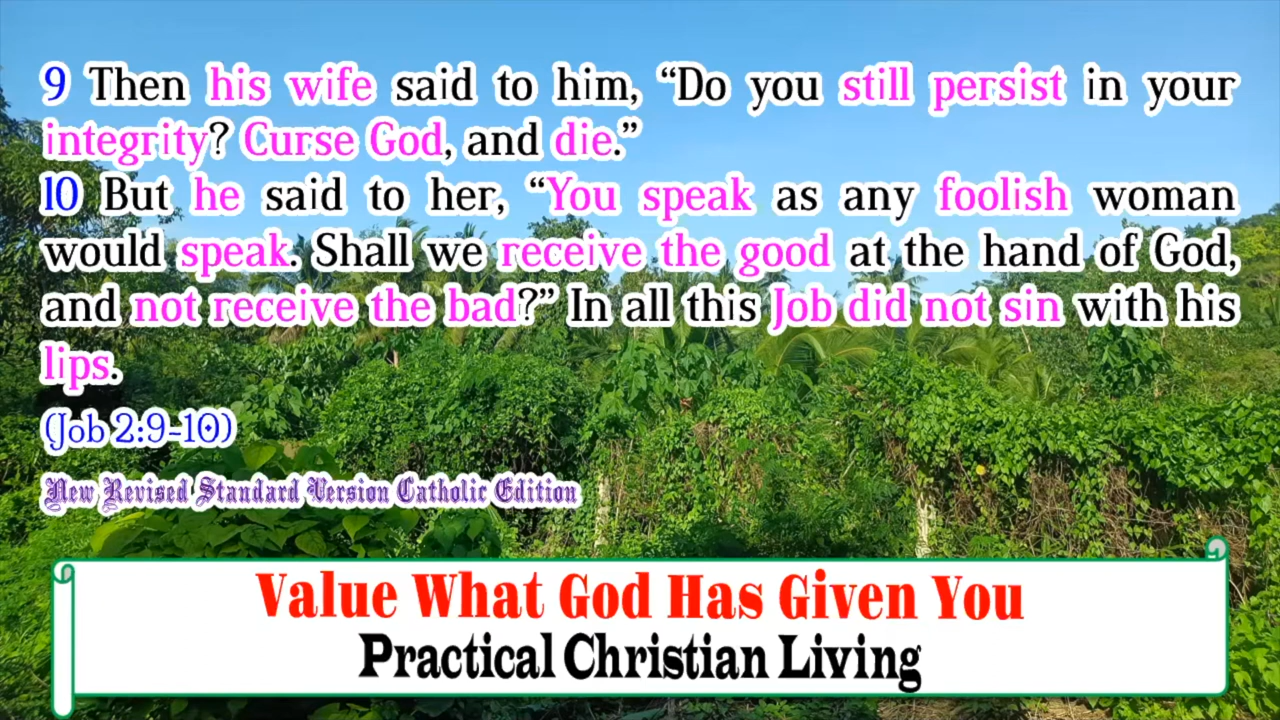 9 Then his wife said to him, “Do you still persist in your
integrity? Curse God, and die.”
10 But he said to her, “You speak as any foolish woman
would speak. Shall we receive the good at the hand of God,
and not receive the bad?” In all this Job did not sin with his
lips.
(Job 2:9-10)
New Revised Standard Version Catholic Edition
Value What God Has Given You
Practical Christian Living